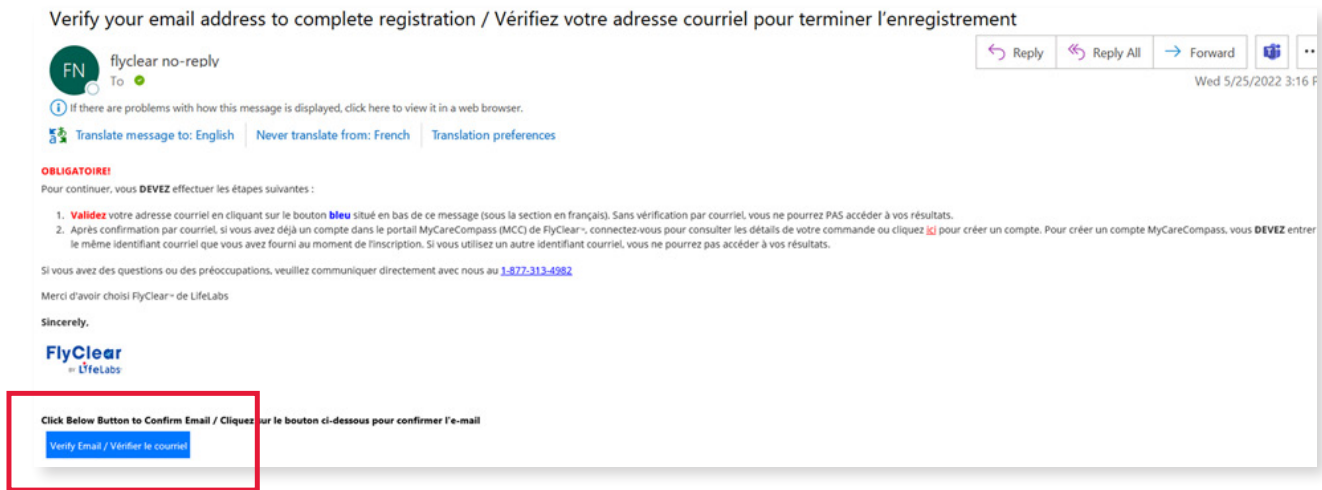 Verify your email address to complete registration / Vérifiez votre adresse courriel pour terminer l'enregistrement
FN
flyclear no-reply
To
Reply
Reply All
Forward
Wed 5/25/2022 3:16
If there are problems with how this message is displayed, click here to view it in a web browser.
Translate message to: English Never translate from: French Translation preferences
OBLIGATOIRE!
Pour continuer, vous DEVEZ effectuer les étapes suivantes :
1. Validez votre adresse courriel en cliquant sur le bouton bleu situé en bas de ce message (sous la section en français). Sans vérification par courriel, vous ne pourrez PAS accéder à vos résultats.
2. Après confirmation par courriel, si vous avez déjà un compte dans le portail MyCareCompass (MCC) de FlyClear™, connectez-vous pour consulter les détails de votre commande ou cliquez ici pour créer un compte. Pour créer un compte MyCareCompass, vous DEVEZ entrer
le même identifiant courriel que vous avez fourni au moment de l'inscription. Si vous utilisez un autre identifiant courriel, vous ne pourrez pas accéder à vos résultats.
Si vous avez des questions ou des préoccupations, veuillez communiquer directement avec nous au 1-877-313-4982
Merci d'avoir choisi FlyClear™ de LifeLabs
Sincerely,
FlyClear
BY LifeLabs
Click Below Button to Confirm Email / Cliquez sur le bouton ci-dessous pour confirmer l'e-mail
Verify Email / Vérifier le courriel